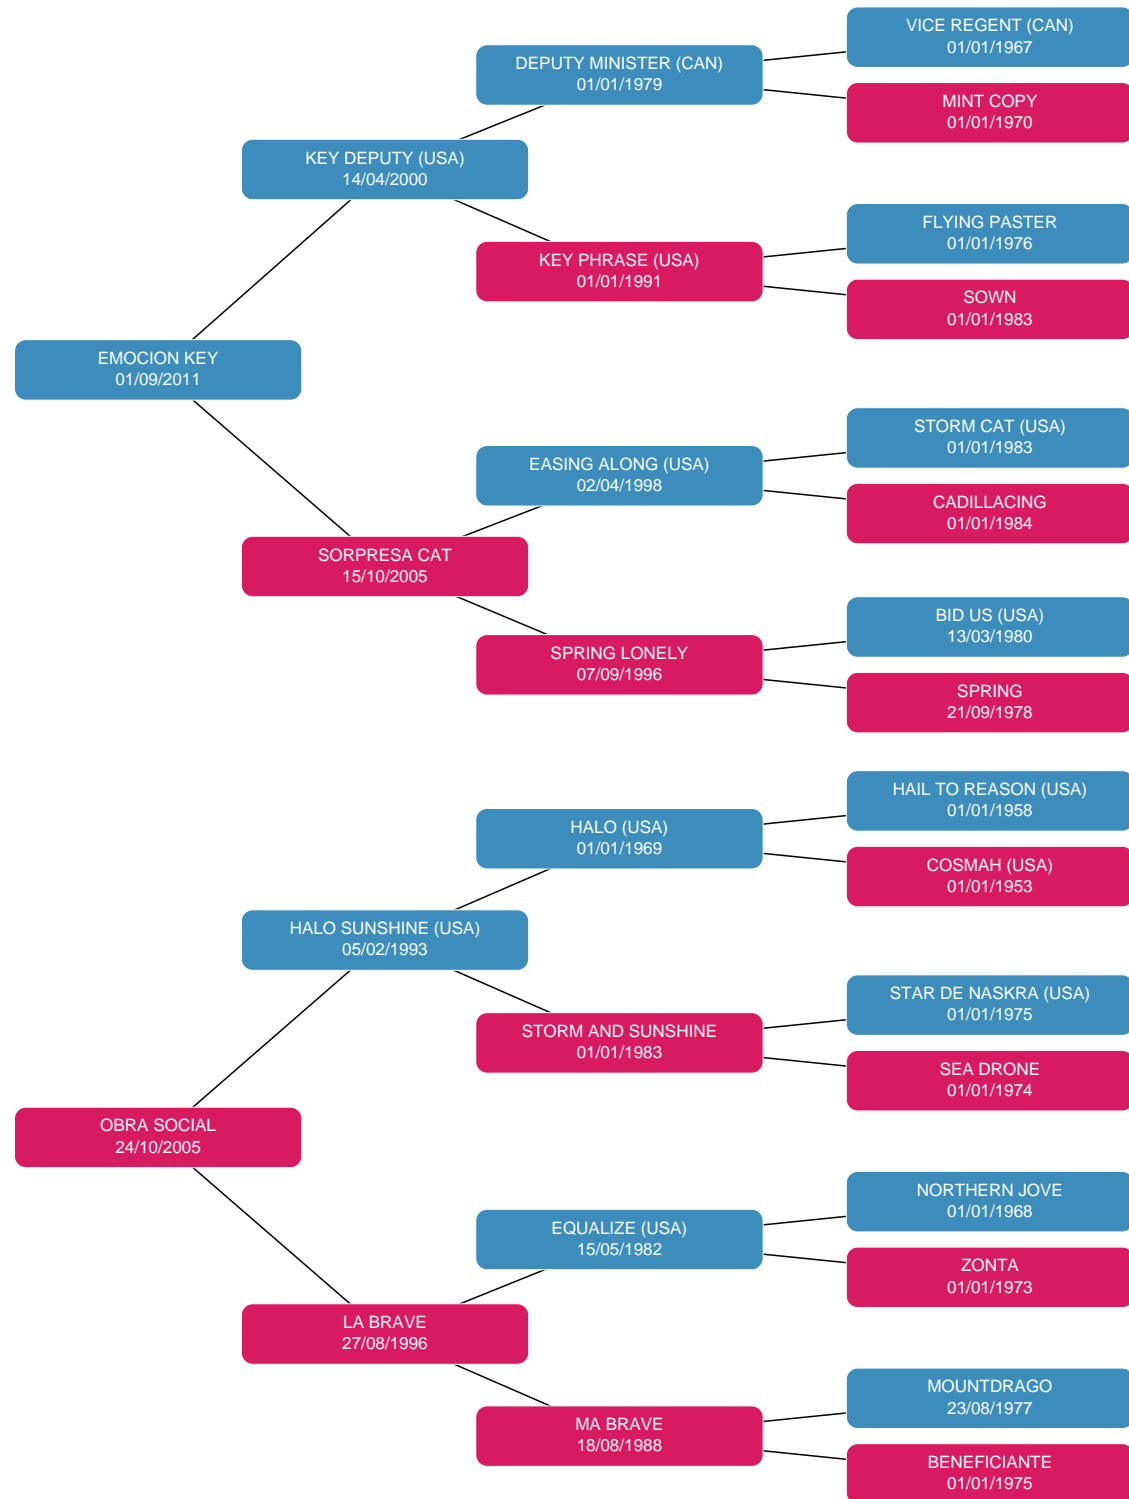 VICE REGENT (CAN)
01/01/1967
DEPUTY MINISTER (CAN)
01/01/1979
MINT COPY
01/01/1970
KEY DEPUTY (USA)
14/04/2000
FLYING PASTER
01/01/1976
KEY PHRASE (USA)
01/01/1991
SOWN
01/01/1983
EMOCION KEY
01/09/2011
STORM CAT (USA)
01/01/1983
EASING ALONG (USA)
02/04/1998
CADILLACING
01/01/1984
SORPRESA CAT
15/10/2005
BID US (USA)
13/03/1980
SPRING LONELY
07/09/1996
SPRING
21/09/1978
HAIL TO REASON (USA)
01/01/1958
HALO (USA)
01/01/1969
COSMAH (USA)
01/01/1953
HALO SUNSHINE (USA)
05/02/1993
STAR DE NASKRA (USA)
01/01/1975
STORM AND SUNSHINE
01/01/1983
SEA DRONE
01/01/1974
OBRA SOCIAL
24/10/2005
NORTHERN JOVE
01/01/1968
EQUALIZE (USA)
15/05/1982
ZONTA
01/01/1973
LA BRAVE
27/08/1996
MOUNTDRAGO
23/08/1977
MA BRAVE
18/08/1988
BENEFICIANTE
01/01/1975